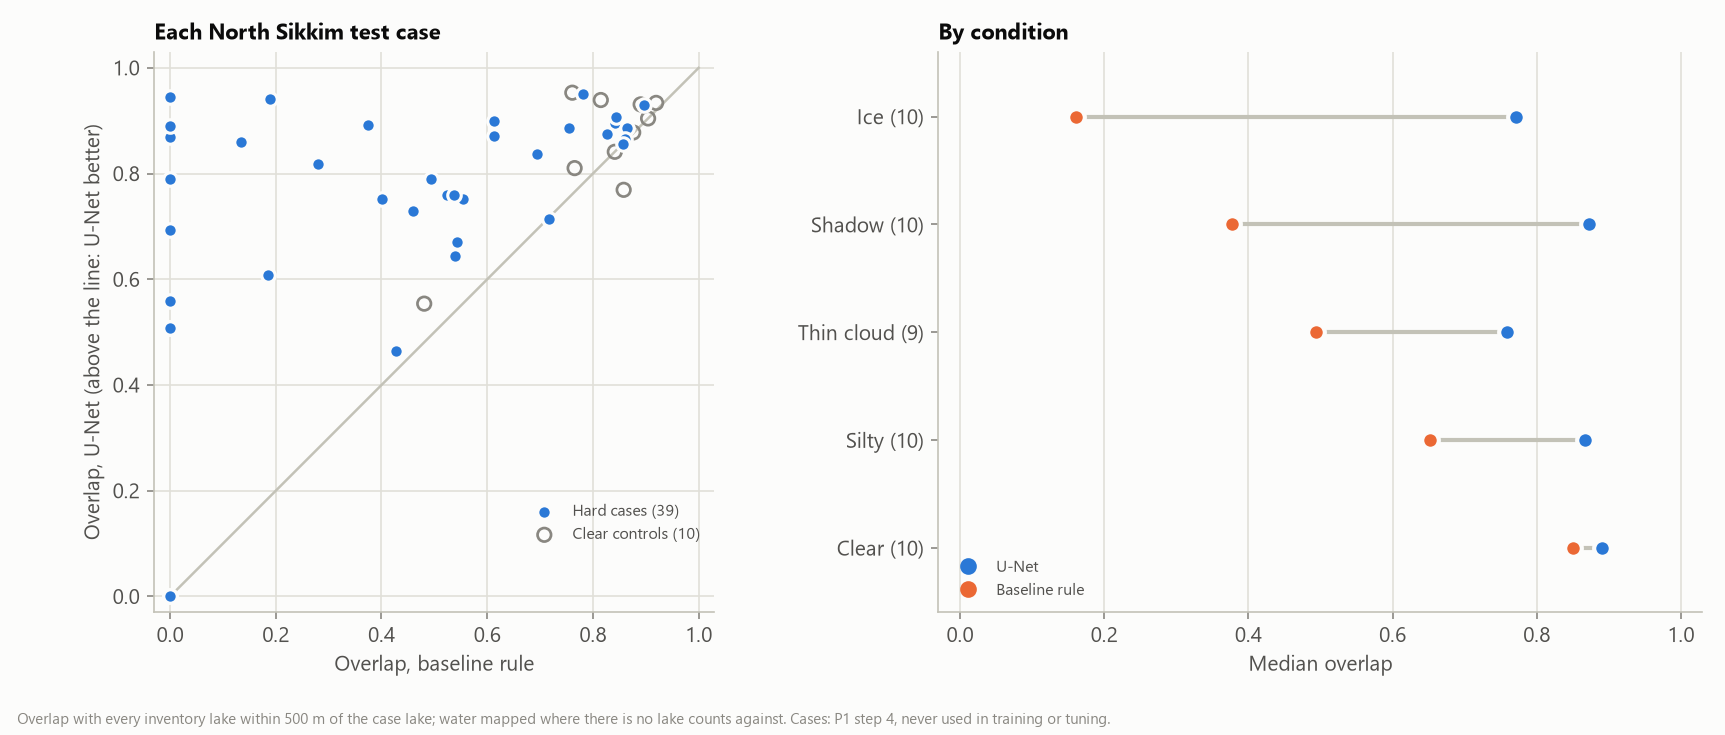 Each North Sikkim test case
Overlap, U-Net (above the line: U-Net better)
1.0
0.8
0.6
0.4
0.2
0.0
Hard cases (39)
Clear controls (10)
0.0 0.2 0.4 0.6 0.8 1.0
Overlap, baseline rule
By condition
Ice (10)
Shadow (10)
Thin cloud (9)
Silty (10)
Clear (10)
U-Net
Baseline rule
0.0 0.2 0.4 0.6 0.8 1.0
Median overlap
Overlap with every inventory lake within 500 m of the case lake; water mapped where there is no lake counts against. Cases: P1 step 4, never used in training or tuning.